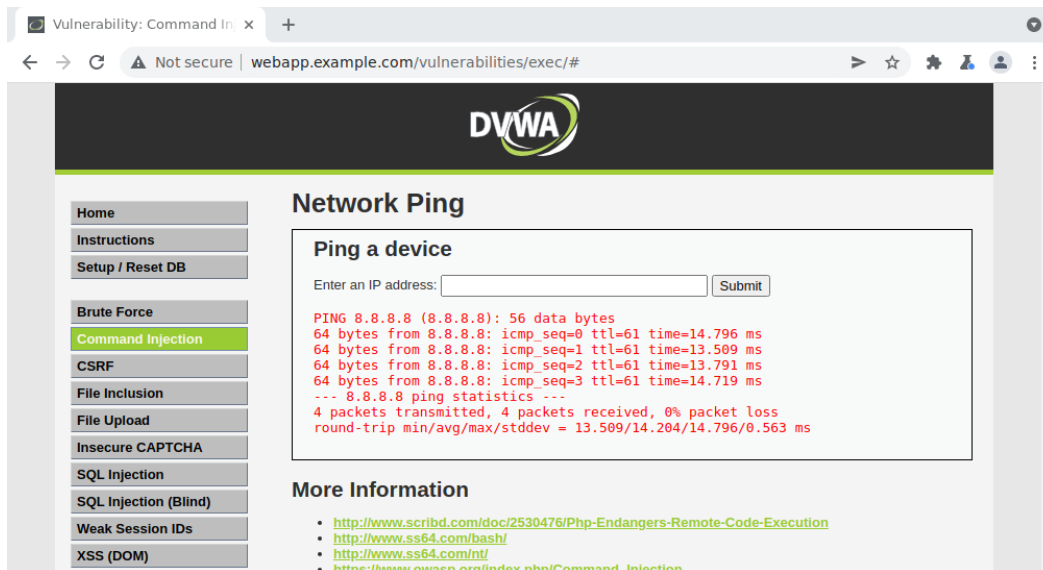 Vulnerability: Command In
Not secure | webapp.example.com/vulnerabilities/exec/#
DVWA
Home
Instructions
Setup / Reset DB
Brute Force
Command Injection
CSRF
File Inclusion
File Upload
Insecure CAPTCHA
SQL Injection
SQL Injection (Blind)
Weak Session IDs
XSS (DOM)
Network Ping
Ping a device
Enter an IP address: Submit
PING 8.8.8.8 (8.8.8.8): 56 data bytes
64 bytes from 8.8.8.8: icmp_seq=0 ttl=61 time=14.796 ms
64 bytes from 8.8.8.8: icmp_seq=1 ttl=61 time=13.509 ms
64 bytes from 8.8.8.8: icmp_seq=2 ttl=61 time=13.791 ms
64 bytes from 8.8.8.8: icmp_seq=3 ttl=61 time=14.719 ms
--- 8.8.8.8 ping statistics ---
4 packets transmitted, 4 packets received, 0% packet loss
round-trip min/avg/max/stddev = 13.509/14.204/14.796/0.563 ms
More Information
http://www.scribd.com/doc/2530476/Php-Endangers-Remote-Code-Execution
http://www.ss64.com/bash/
http://www.ss64.com/nt/
https://www.owasp.org/index.php/Command_Injection